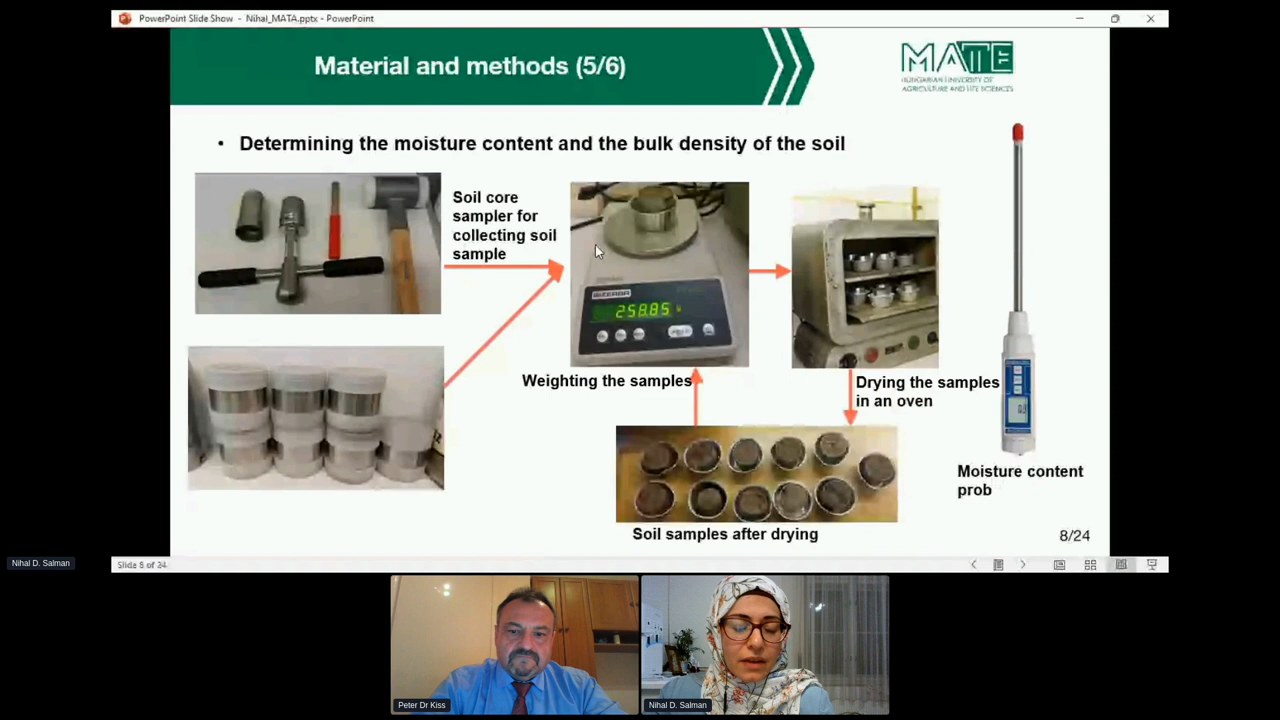 PowerPoint Slide Show - Nihal_MATA.pptx - PowerPoint
Material and methods (5/6)
MATE
HUNGARIAN UNIVERSITY OF
AGRICULTURE AND LIFE SCIENCES
• Determining the moisture content and the bulk density of the soil
Soil core
sampler for
collecting soil
sample
BIZERBA
258.85
Weighting the samples
Drying the samples
in an oven
Moisture content
prob
Soil samples after drying
8/24
Nihal D. Salman
Slide 8 of 24
Peter Dr Kiss
Nihal D. Salman